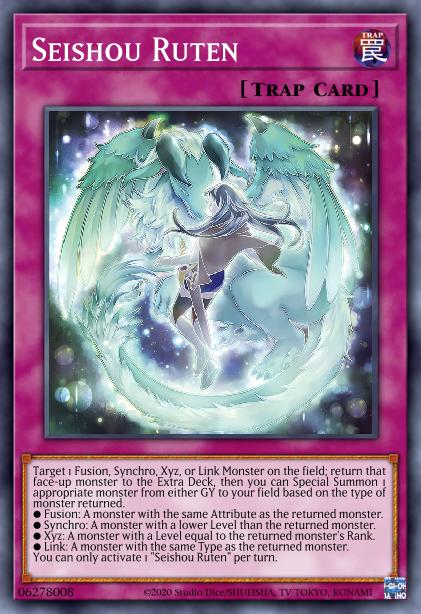 SEISHOU RUTEN
TRAP
罠
[TRAP CARD]
Target 1 Fusion, Synchro, Xyz, or Link Monster on the field; return that
face-up monster to the Extra Deck, then you can Special Summon 1
appropriate monster from either GY to your field based on the type of
monster returned.
● Fusion: A monster with the same Attribute as the returned monster.
● Synchro: A monster with a lower Level than the returned monster.
● Xyz: A monster with a Level equal to the returned monster's Rank.
● Link: A monster with the same Type as the returned monster.
You can only activate 1 "Seishou Ruten" per turn.
06278008
©2020 Studio Dice/SHUEISHA, TV TOKYO, KONAMI